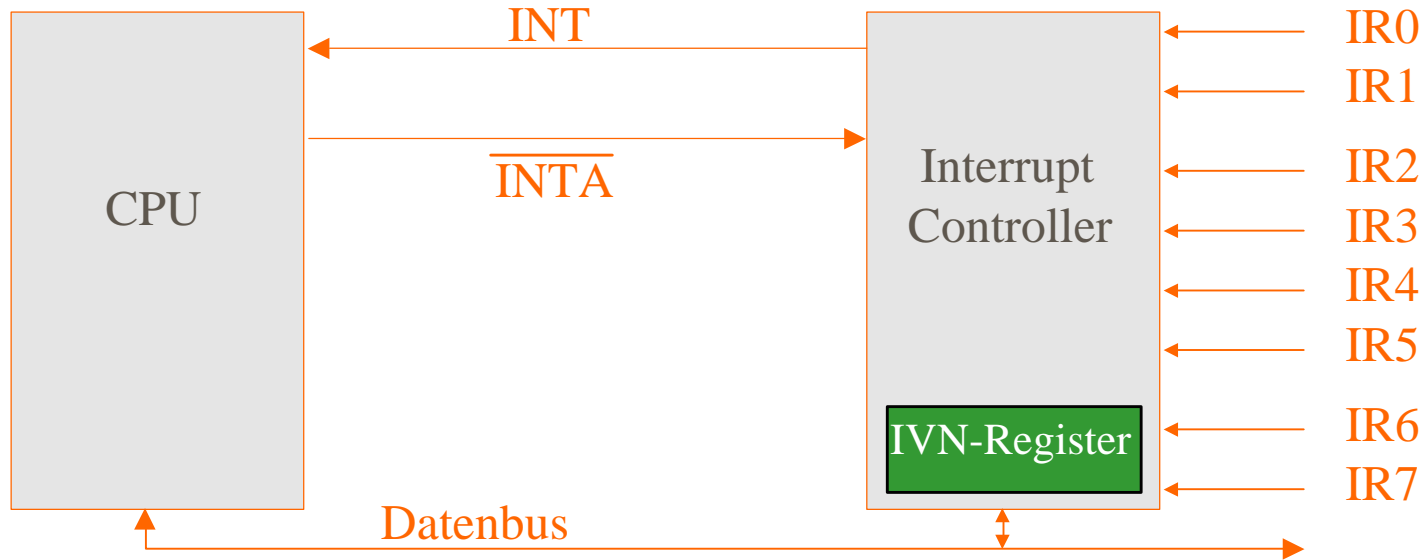 INT
IR0
IR1
INTA
CPU
Interrupt
Controller
IR2
IR3
IR4
IR5
IVN-Register
IR6
IR7
Datenbus